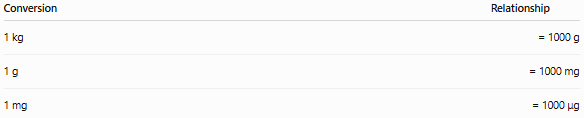 Conversion Relationship
1 kg = 1000 g
1 g = 1000 mg
1 mg = 1000 µg